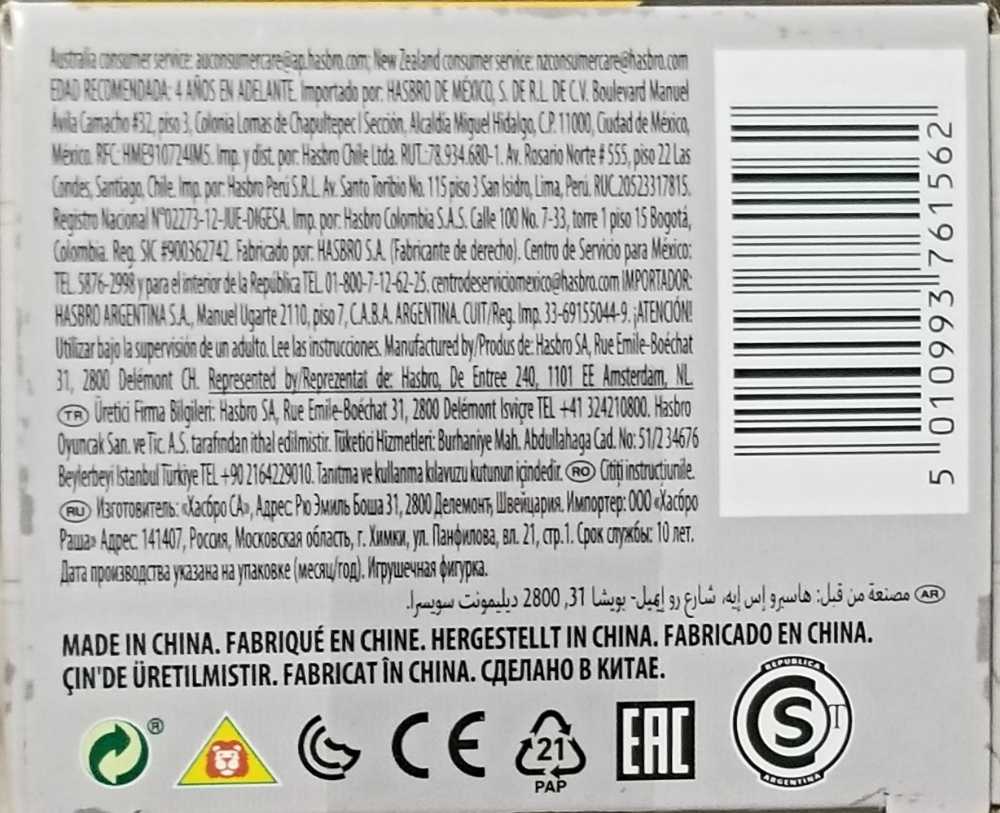 Australia consumer service: auconsumercare@ap.hasbro.com; New Zealand consumer service: nzconsumercare@hasbro.com
EDAD RECOMENDADA: 4 AÑOS EN ADELANTE. Importado por: HASBRO DE MÉXICO, S. DE R.L. DE C.V. Boulevard Manuel
Avila Camacho #32, piso 3, Colonia Lomas de Chapultepec I Sección, Alcaldía Miguel Hidalgo, C.P. 11000, Ciudad de México,
México. RFC: HME910724IM5. Imp. y dist. por: Hasbro Chile Ltda. RUT.:78.934.680-1. Av. Rosario Norte # 555, piso 22 Las
Condes, Santiago, Chile. Imp. por: Hasbro Perú S.R.L. Av. Santo Toribio No. 115 piso 3 San Isidro, Lima, Perú. RUC.20523317815.
Registro Nacional N°02273-12-JUE-DIGESA. Imp. por: Hasbro Colombia S.A.S. Calle 100 No. 7-33, torre 1 piso 15 Bogotá,
Colombia. Reg. SIC #900362742. Fabricado por: HASBRO S.A. (Fabricante de derecho). Centro de Servicio para México:
TEL. 5876-2998 y para el interior de la República TEL. 01-800-7-12-62-25. centrodeserviciomexico@hasbro.com IMPORTADOR:
HASBRO ARGENTINA S.A., Manuel Ugarte 2110, piso 7, C.A.B.A. ARGENTINA. CUIT/Reg. Imp. 33-69155044-9. ¡ATENCIÓN!
Utilizar bajo la supervisión de un adulto. Lee las instrucciones. Manufactured by/Produs de: Hasbro SA, Rue Emile-Boéchat
31, 2800 Delémont CH. Represented by/Reprezentat de: Hasbro, De Entree 240, 1101 EE Amsterdam, NL.
TR Üretici Firma Bilgileri: Hasbro SA, Rue Emile-Boéchat 31, 2800 Delémont İsviçre TEL +41 324210800. Hasbro
Oyuncak San. ve Tic. A.S. tarafından ithal edilmistir. Tüketici Hizmetleri: Burhaniye Mah. Abdullahaga Cad. No: 51/2 34676
Beylerbeyi Istanbul Türkiye TEL +90 2164229010. Tanıtma ve kullanma kılavuzu kutunun içindedir. RO Citiți instrucțiunile.
RU Изготовитель: «Хасбро СА», Адрес: Рю Эмиль Боша 31, 2800 Делемонт, Швейцария. Импортер: ООО «Хасбро
Раша» Адрес: 141407, Россия, Московская область, г. Химки, ул. Панфилова, вл. 21, стр.1. Срок службы: 10 лет.
Дата производства указана на упаковке (месяц/год). Игрушечная фигурка.
AR مصنعة من قبل: هاسبرو إس إيه، شارع رو إيميل- بويشا 31, 2800 ديليمونت سويسرا.
MADE IN CHINA. FABRIQUÉ EN CHINE. HERGESTELLT IN CHINA. FABRICADO EN CHINA.
ÇIN'DE ÜRETILMISTIR. FABRICAT ÎN CHINA. СДЕЛАНО В КИТАЕ.
5 010993 761562
®
CE
21
PAP
EAC
REPUBLICA
CST
ARGENTINA